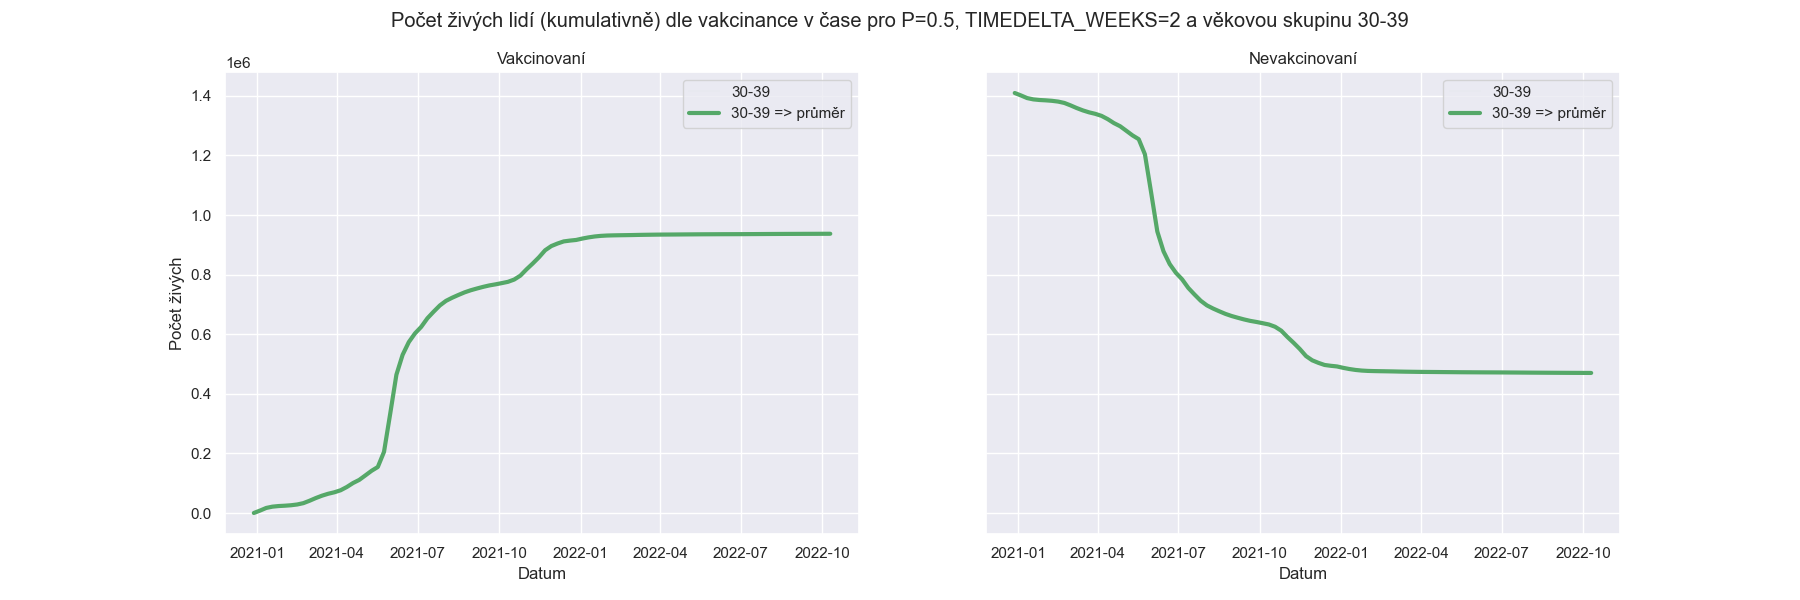 Počet živých lidí (kumulativně) dle vakcinance v čase pro P=0.5, TIMEDELTA_WEEKS=2 a věkovou skupinu 30-39
Vakcinovaní
1e6
30-39
30-39 => průměr
1.4
1.2
1.0
0.8
0.6
0.4
0.2
0.0
Počet živých
2021-01 2021-04 2021-07 2021-10 2022-01 2022-04 2022-07 2022-10
Datum
Nevakcinovaní
30-39
30-39 => průměr
2021-01 2021-04 2021-07 2021-10 2022-01 2022-04 2022-07 2022-10
Datum